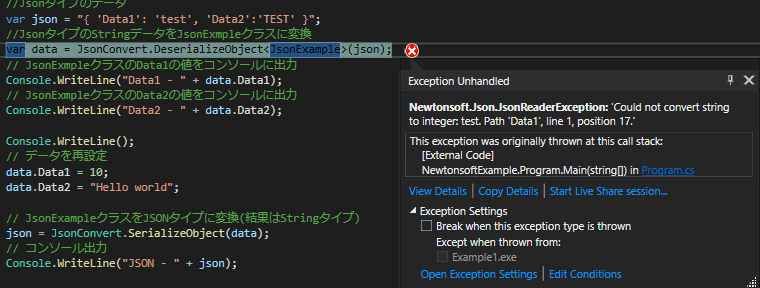 //Jsonタイプのデータ
var json = "{ 'Data1': 'test', 'Data2':'TEST' }";
//JsonタイプのStringデータをJsonExmpleクラスに変換
var data = JsonConvert.DeserializeObject<JsonExample>(json);
// JsonExmpleクラスのData1の値をコンソールに出力
Console.WriteLine("Data1 - " + data.Data1);
// JsonExmpleクラスのData2の値をコンソールに出力
Console.WriteLine("Data2 - " + data.Data2);
Console.WriteLine();
// データを再設定
data.Data1 = 10;
data.Data2 = "Hello world";
// JsonExampleクラスをJSONタイプに変換(結果はStringタイプ)
json = JsonConvert.SerializeObject(data);
// コンソール出力
Console.WriteLine("JSON - " + json);
Exception Unhandled
Newtonsoft.Json.JsonReaderException: 'Could not convert string
to integer: test. Path 'Data1', line 1, position 17.'
This exception was originally thrown at this call stack:
[External Code]
NewtonsoftExample.Program.Main(string[]) in Program.cs
View Details | Copy Details | Start Live Share session...
Exception Settings
Break when this exception type is thrown
Except when thrown from:
Example1.exe
Open Exception Settings | Edit Conditions